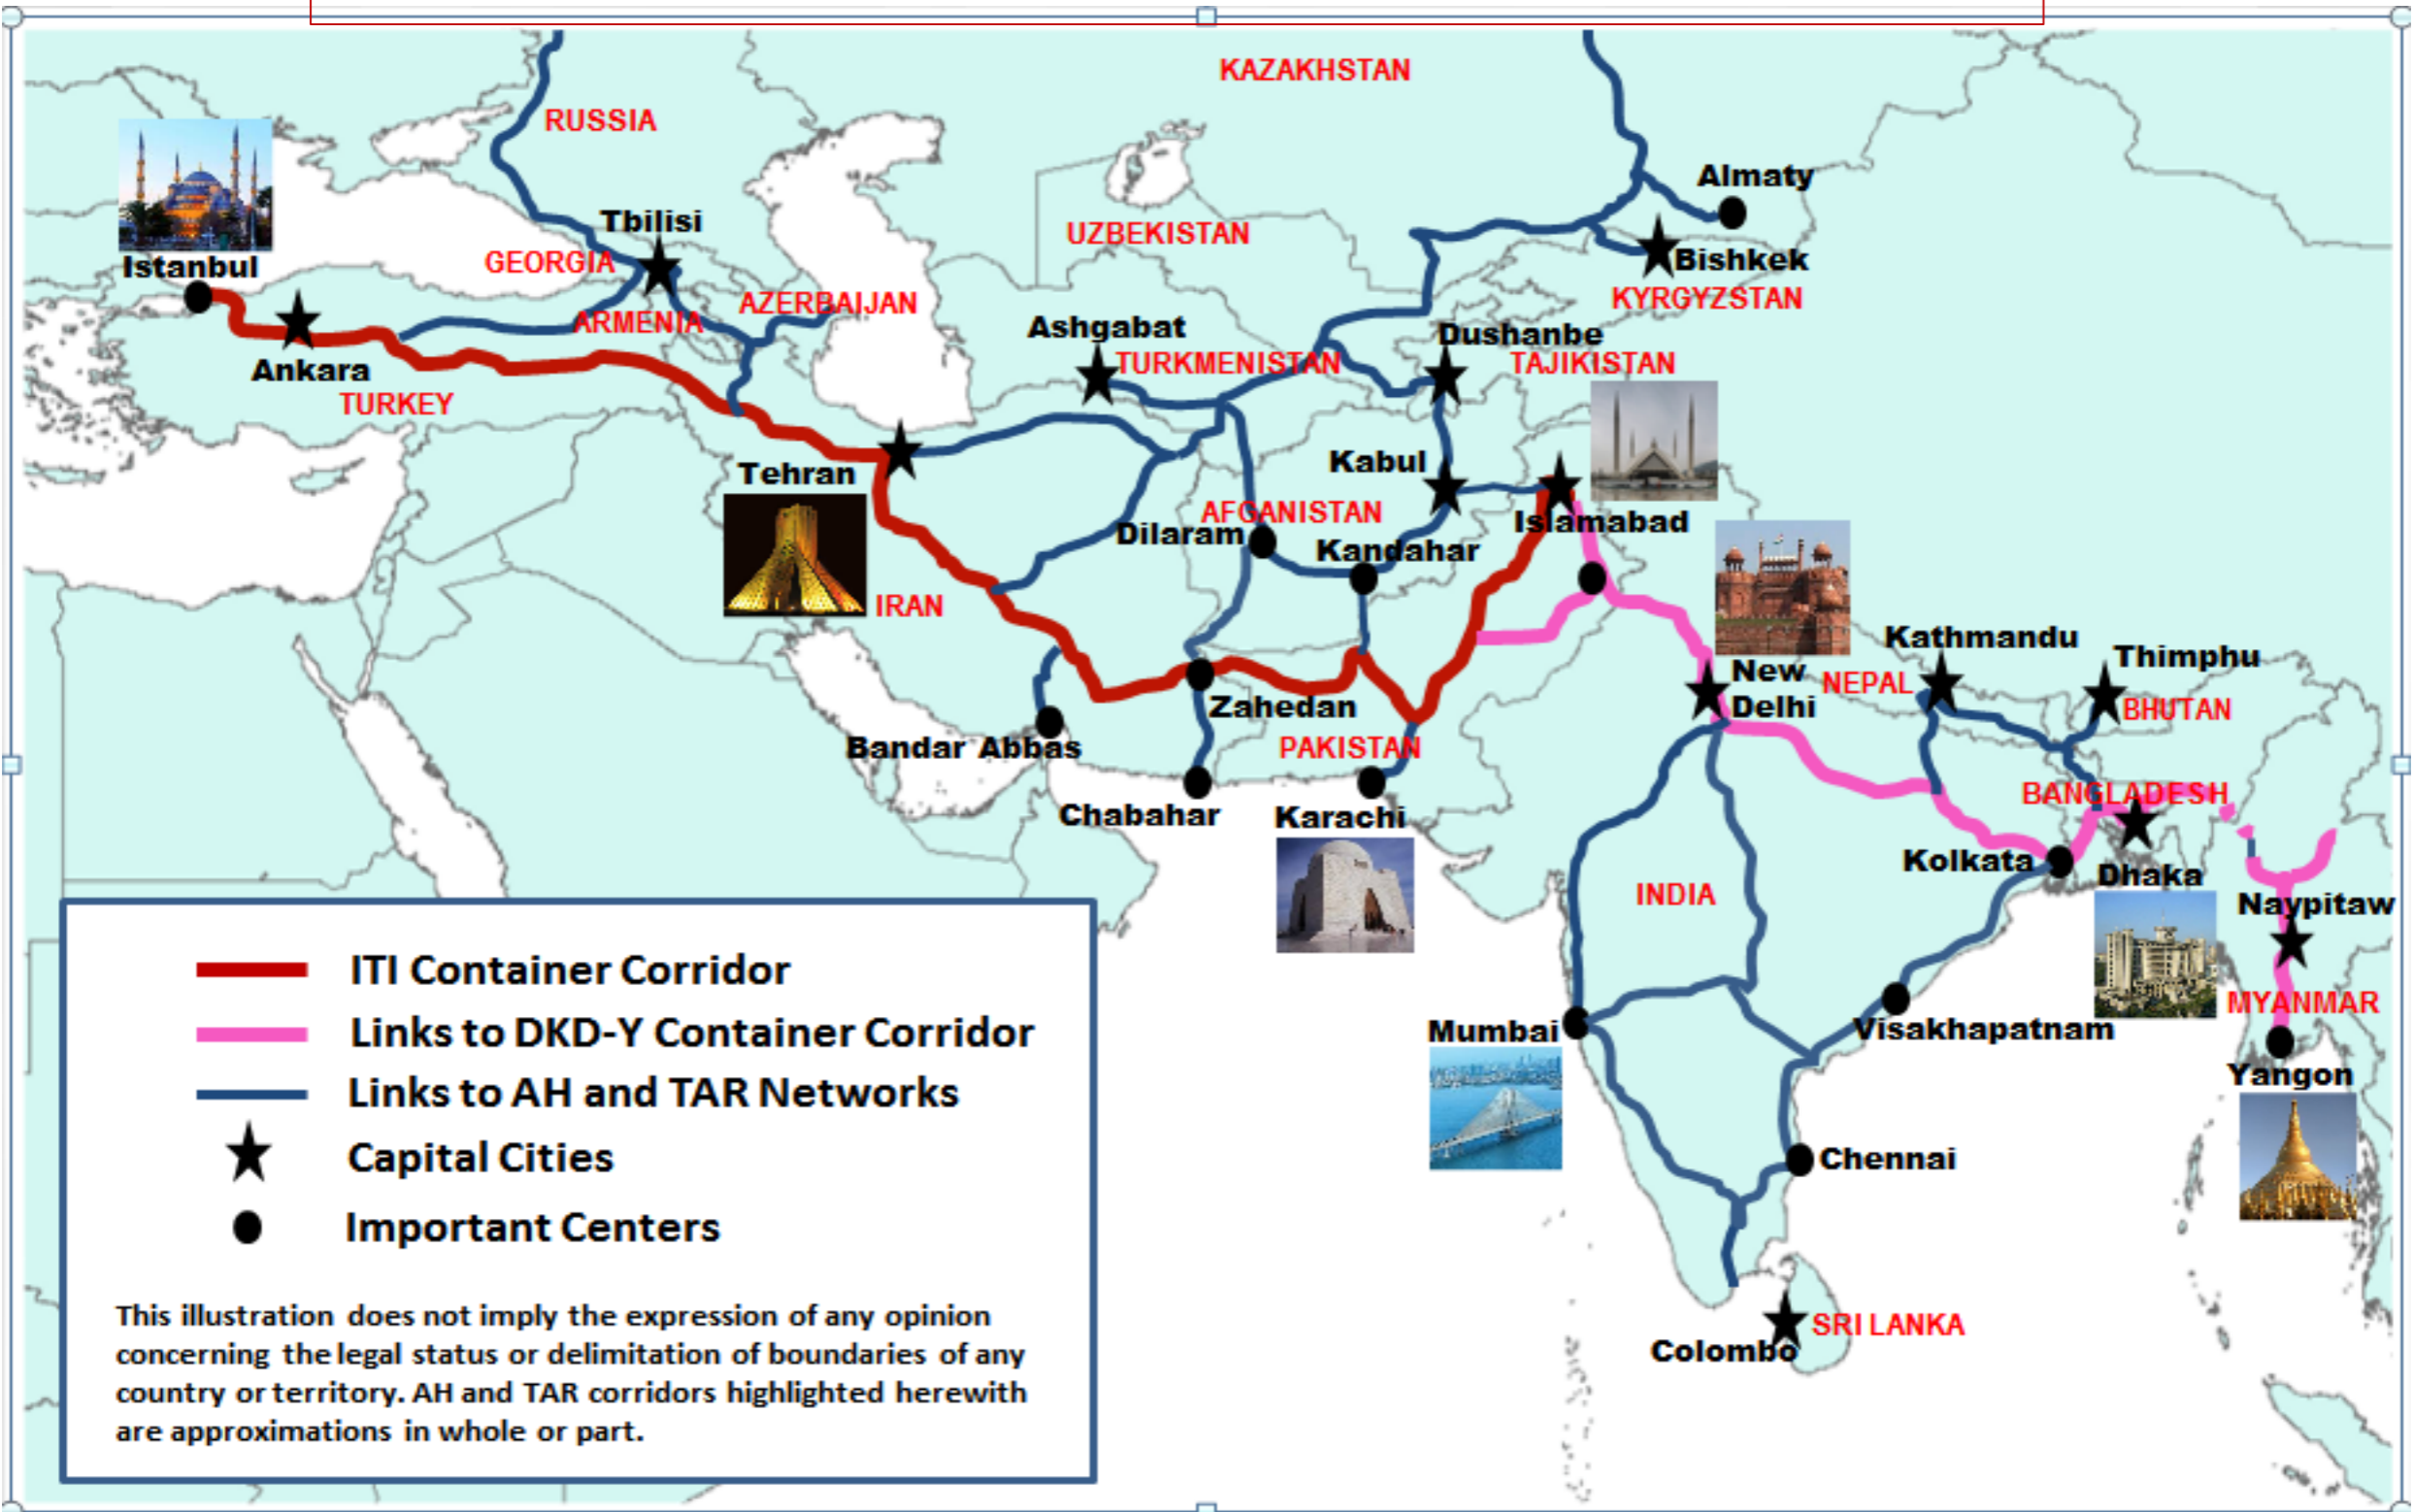 KAZAKHSTAN
RUSSIA
Almaty
Tbilisi
UZBEKISTAN
Bishkek
GEORGIA
Istanbul
KYRGYZSTAN
AZERBAIJAN
ARMENIA
Ashgabat
Dushanbe
TURKMENISTAN
TAJIKISTAN
Ankara
TURKEY
Kabul
Tehran
AFGANISTAN
Islamabad
Dilaram
Kandahar
IRAN
Kathmandu
Thimphu
New
Delhi
NEPAL
Zahedan
BHUTAN
Bandar Abbas
PAKISTAN
BANGLADESH
Chabahar
Karachi
Kolkata
Dhaka
INDIA
Naypitaw
MYANMAR
Mumbai
Visakhapatnam
Yangon
Chennai
SRI LANKA
Colombo
ITI Container Corridor
Links to DKD-Y Container Corridor
Links to AH and TAR Networks
Capital Cities
Important Centers
This illustration does not imply the expression of any opinion
concerning the legal status or delimitation of boundaries of any
country or territory. AH and TAR corridors highlighted herewith
are approximations in whole or part.